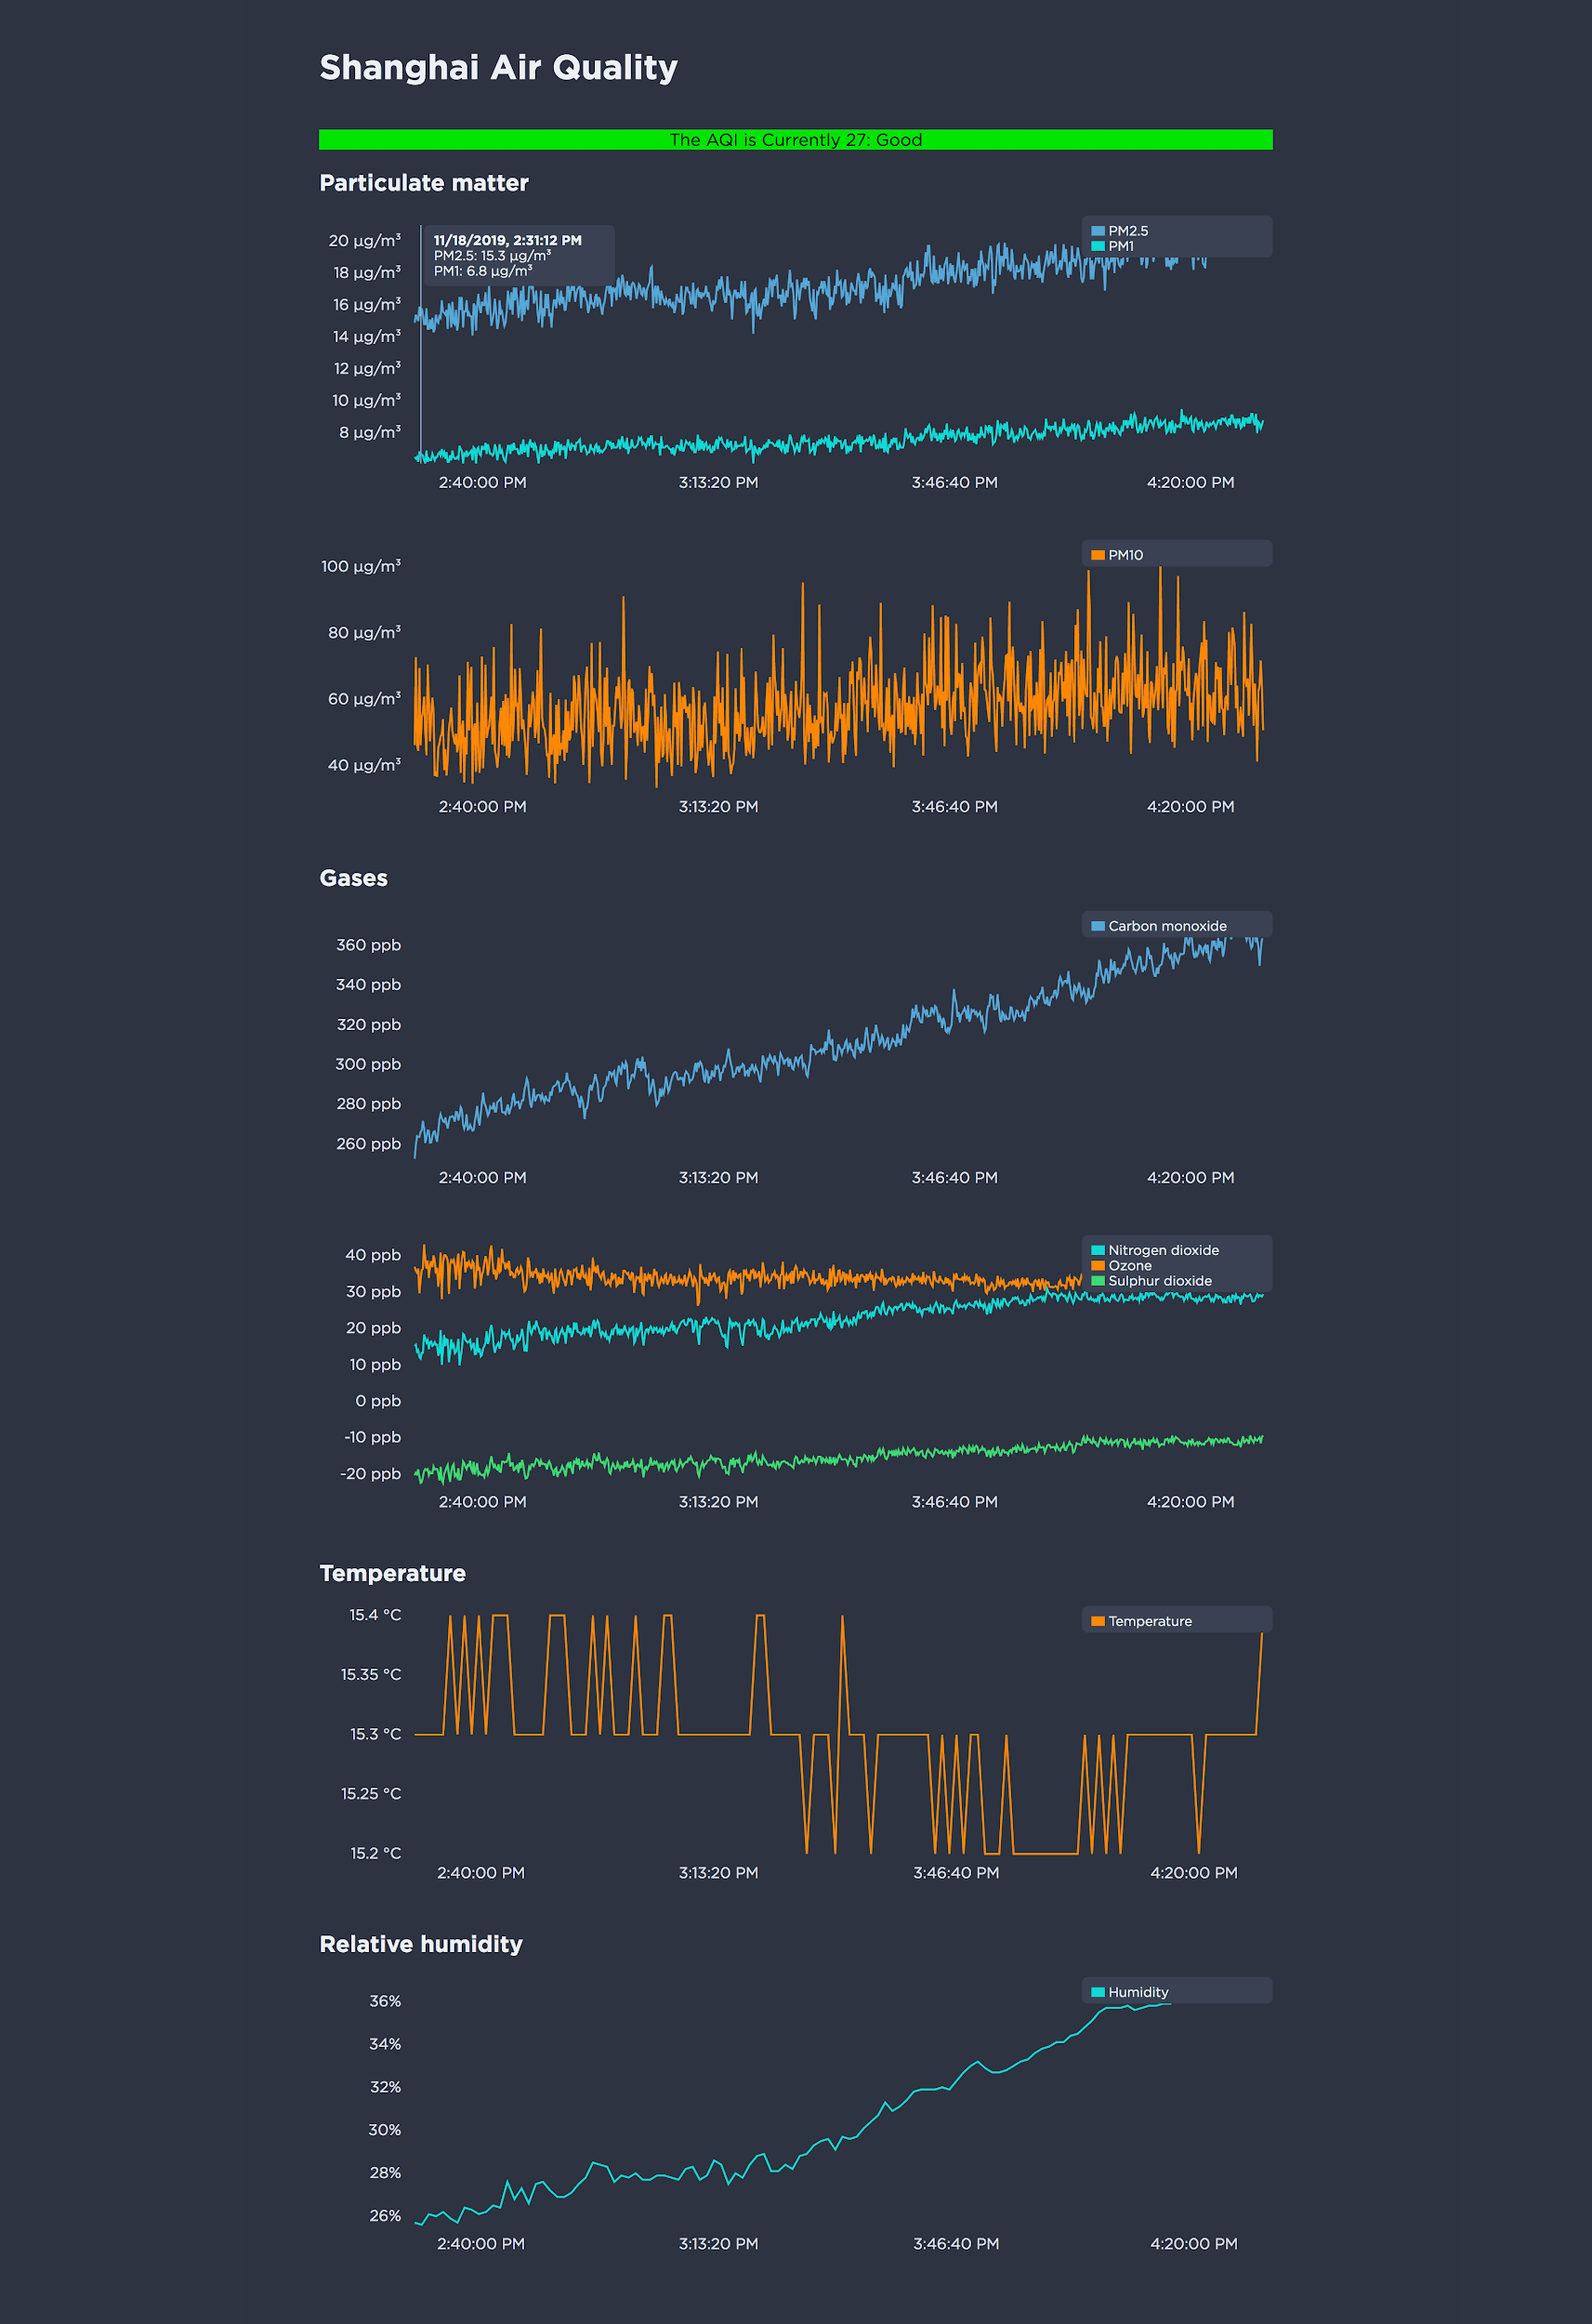 Shanghai Air Quality
The AQI is Currently 27: Good
Particulate matter
20 µg/m³
18 µg/m³
16 µg/m³
14 µg/m³
12 µg/m³
10 µg/m³
8 µg/m³
11/18/2019, 2:31:12 PM
PM2.5: 15.3 µg/m³
PM1: 6.8 µg/m³
PM2.5
PM1
2:40:00 PM 3:13:20 PM 3:46:40 PM 4:20:00 PM
PM10
100 µg/m³
80 µg/m³
60 µg/m³
40 µg/m³
2:40:00 PM 3:13:20 PM 3:46:40 PM 4:20:00 PM
Gases
Carbon monoxide
360 ppb
340 ppb
320 ppb
300 ppb
280 ppb
260 ppb
2:40:00 PM 3:13:20 PM 3:46:40 PM 4:20:00 PM
Nitrogen dioxide
Ozone
Sulphur dioxide
40 ppb
30 ppb
20 ppb
10 ppb
0 ppb
-10 ppb
-20 ppb
2:40:00 PM 3:13:20 PM 3:46:40 PM 4:20:00 PM
Temperature
Temperature
15.4 °C
15.35 °C
15.3 °C
15.25 °C
15.2 °C
2:40:00 PM 3:13:20 PM 3:46:40 PM 4:20:00 PM
Relative humidity
Humidity
36%
34%
32%
30%
28%
26%
2:40:00 PM 3:13:20 PM 3:46:40 PM 4:20:00 PM